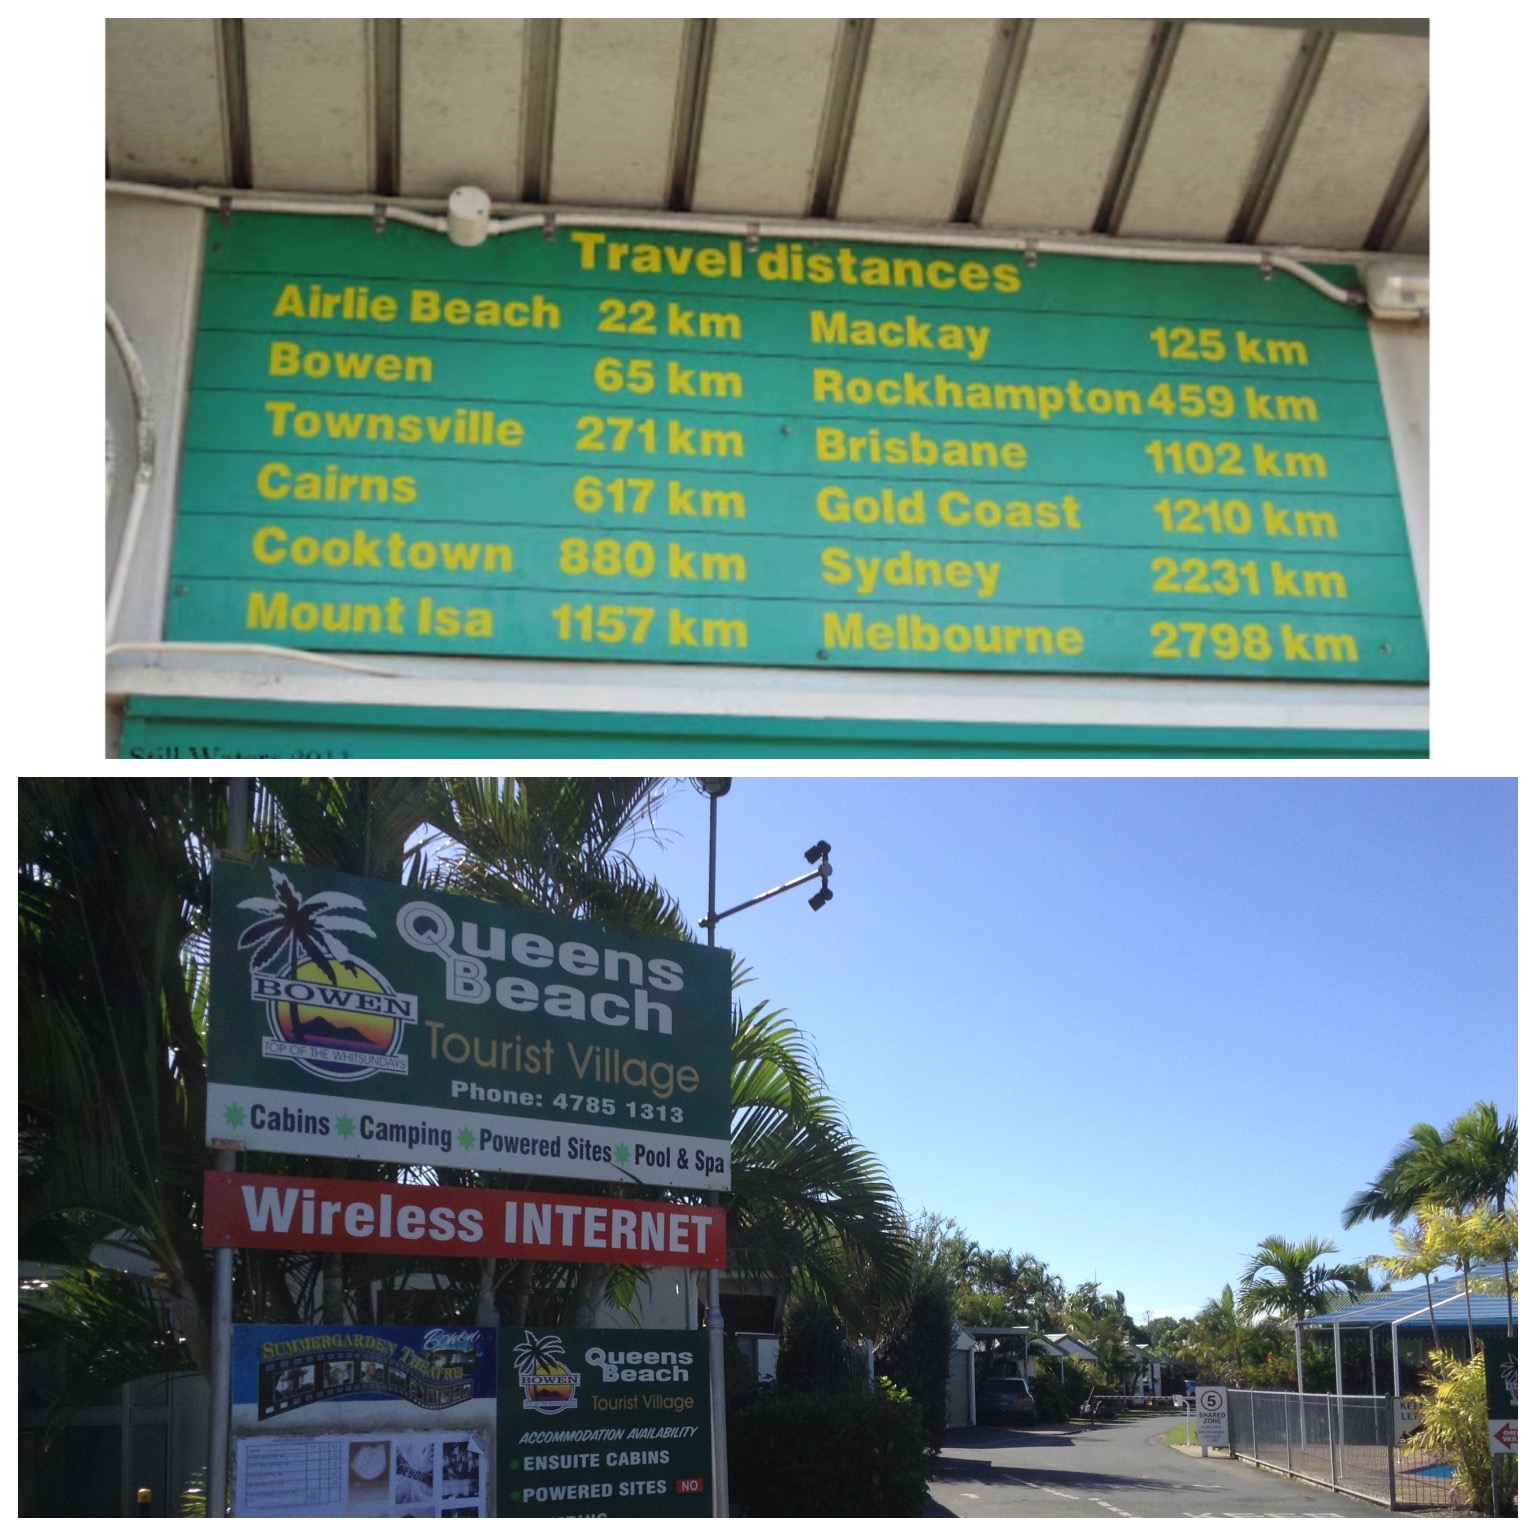 Travel distances
Airlie Beach 22 km Mackay 125 km
Bowen 65 km Rockhampton 459 km
Townsville 271 km Brisbane 1102 km
Cairns 617 km Gold Coast 1210 km
Cooktown 880 km Sydney 2231 km
Mount Isa 1157 km Melbourne 2798 km
Still Waters 2011
Queens
Beach
BOWEN
TOP OF THE WHITSUNDAYS
Tourist Village
Phone: 4785 1313
Cabins Camping Powered Sites Pool & Spa
Wireless INTERNET
SUMMERGARDEN THEATRE
Bowen
Queens
Beach
BOWEN
Tourist Village
ACCOMMODATION AVAILABILITY
ENSUITE CABINS
POWERED SITES NO
5
SHARED
ZONE
KEEP